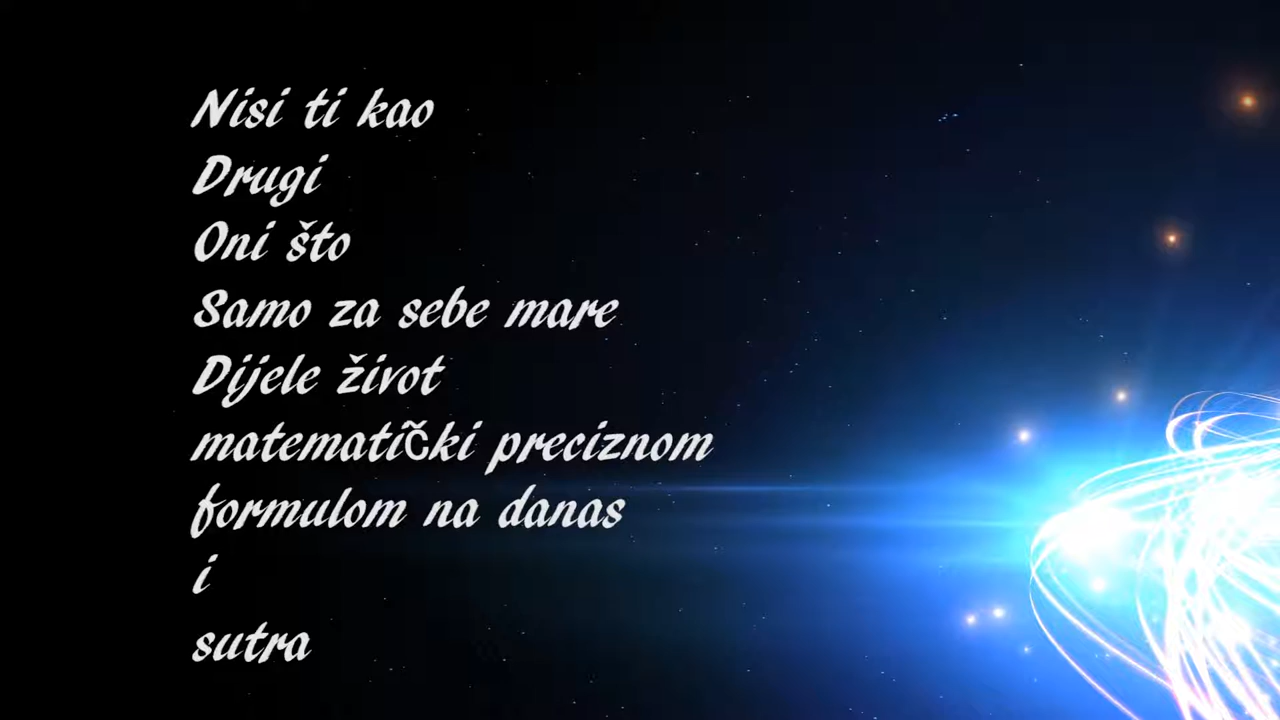 Nisi ti kao
Drugi
Oni što
Samo za sebe mare
Dijele život
matematički preciznom
formulom na danas
i
sutra